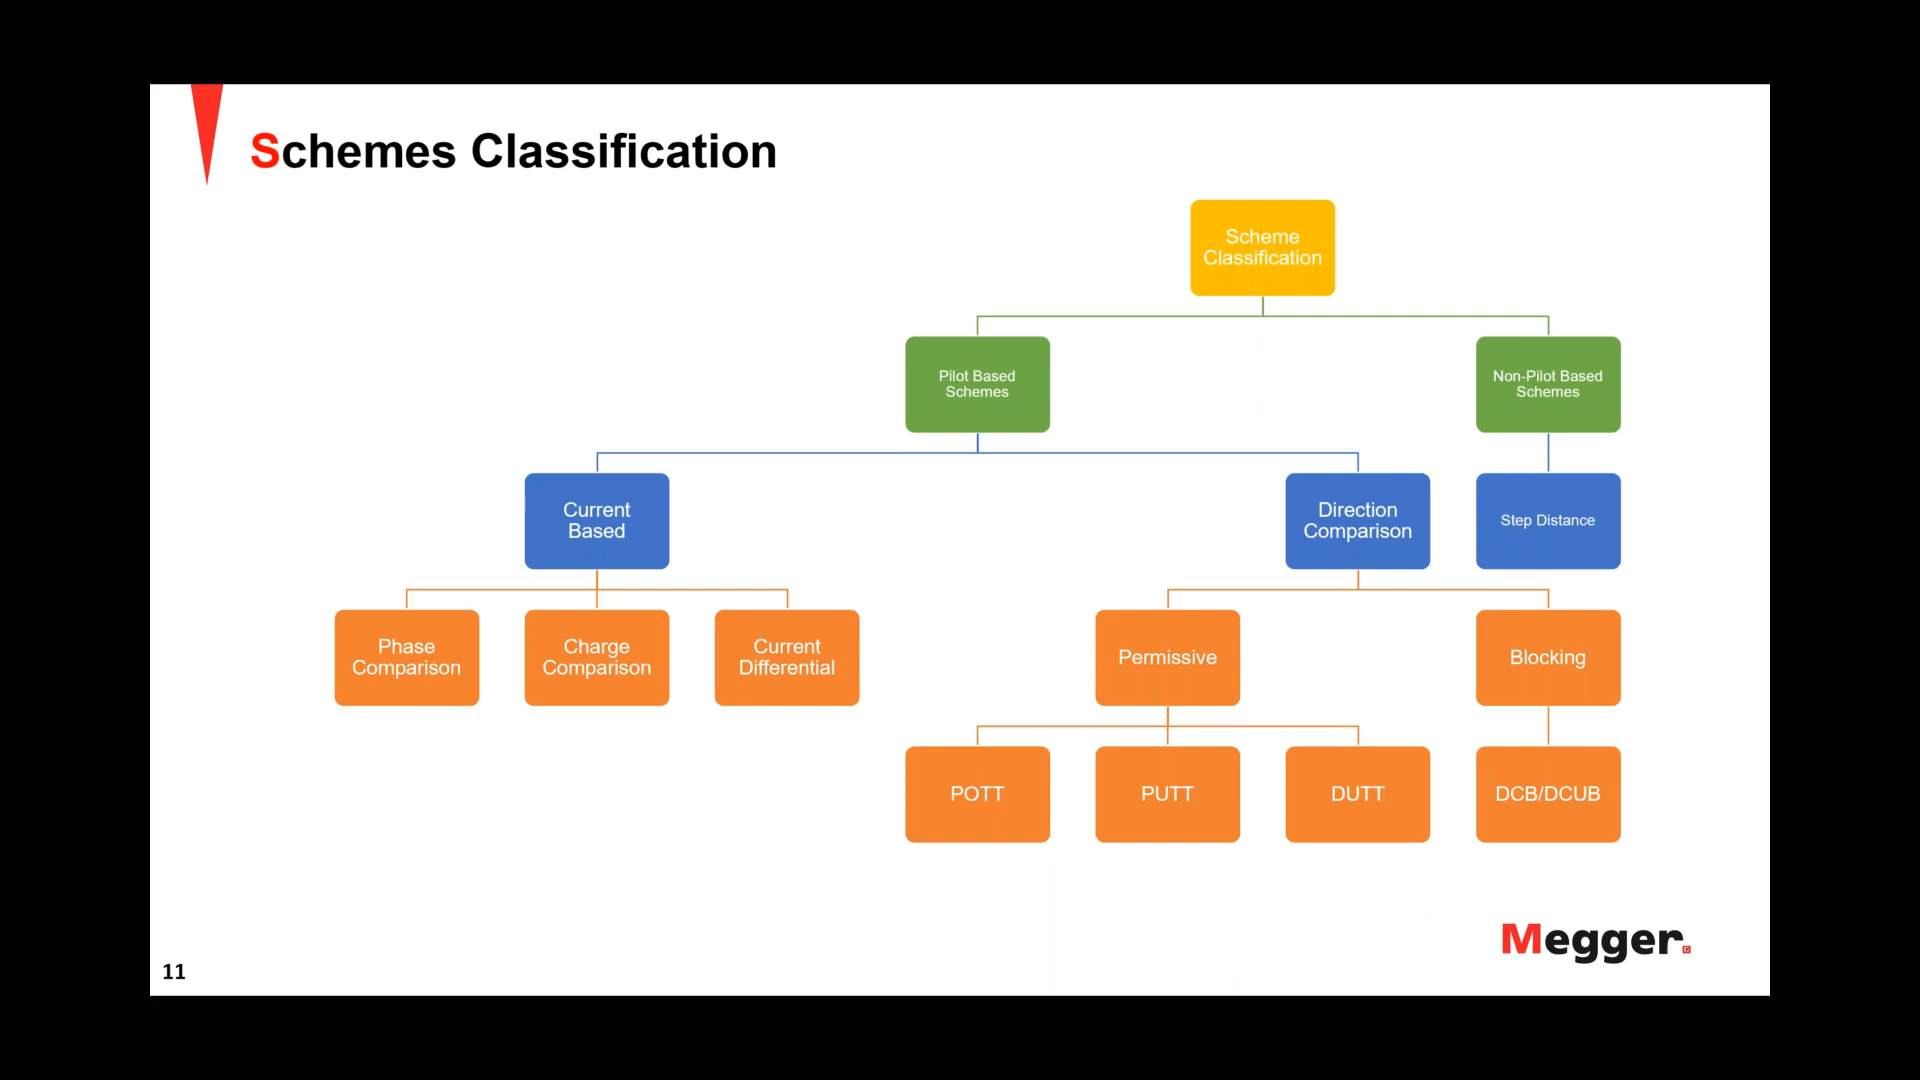 Schemes Classification
Scheme
Classification
Pilot Based
Schemes
Non-Pilot Based
Schemes
Current
Based
Direction
Comparison
Step Distance
Phase
Comparison
Charge
Comparison
Current
Differential
Permissive
Blocking
POTT
PUTT
DUTT
DCB/DCUB
Megger.
11